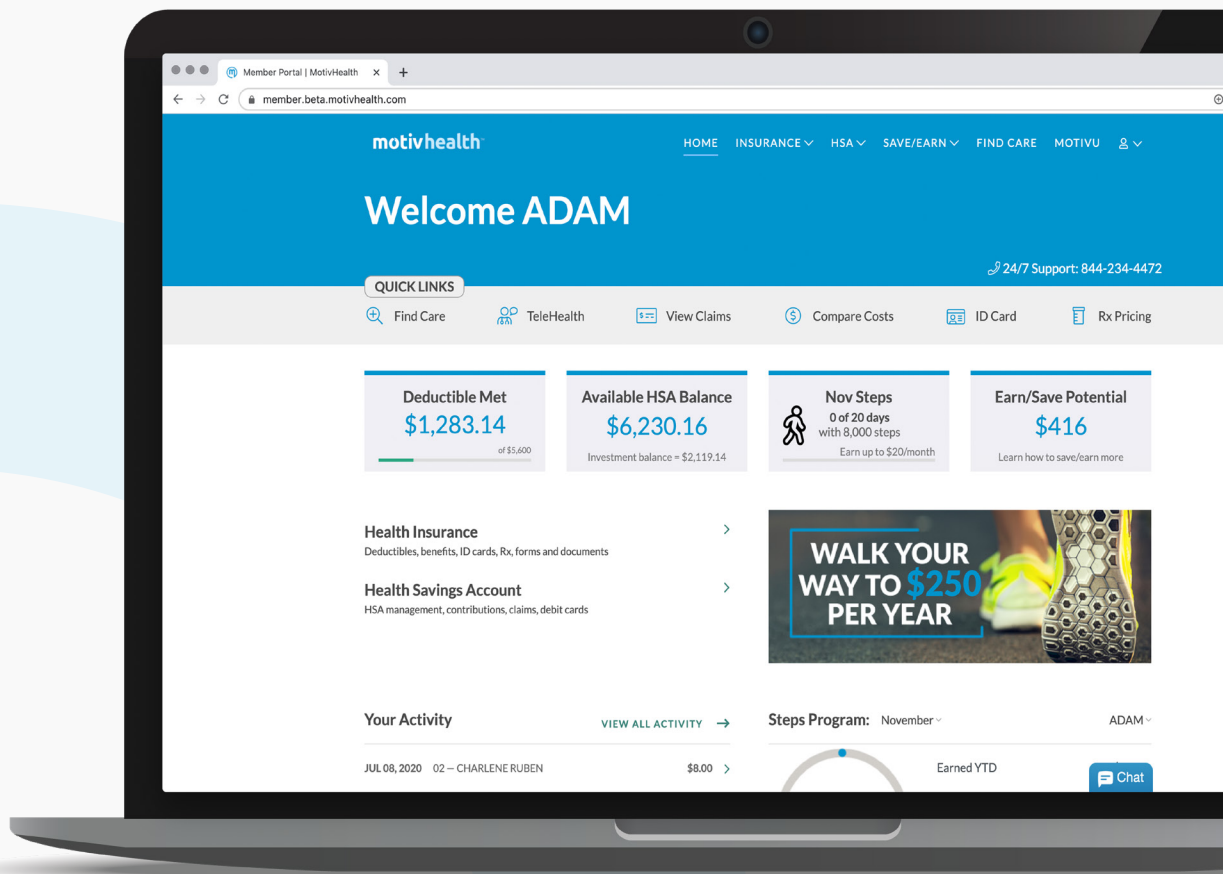 Member Portal | MotivHealth
member.beta.motivhealth.com
motivhealth
HOME INSURANCE HSA SAVE/EARN FIND CARE MOTIVU
Welcome ADAM
24/7 Support: 844-234-4472
QUICK LINKS
Find Care TeleHealth View Claims Compare Costs ID Card Rx Pricing
Deductible Met
$1,283.14
of $5,600
Available HSA Balance
$6,230.16
Investment balance = $2,119.14
Nov Steps
0 of 20 days
with 8,000 steps
Earn up to $20/month
Earn/Save Potential
$416
Learn how to save/earn more
Health Insurance
Deductibles, benefits, ID cards, Rx, forms and documents
Health Savings Account
HSA management, contributions, claims, debit cards
WALK YOUR
WAY TO $250
PER YEAR
Your Activity VIEW ALL ACTIVITY
JUL 08, 2020 02 – CHARLENE RUBEN $8.00
Steps Program: November ADAM
Earned YTD
Chat